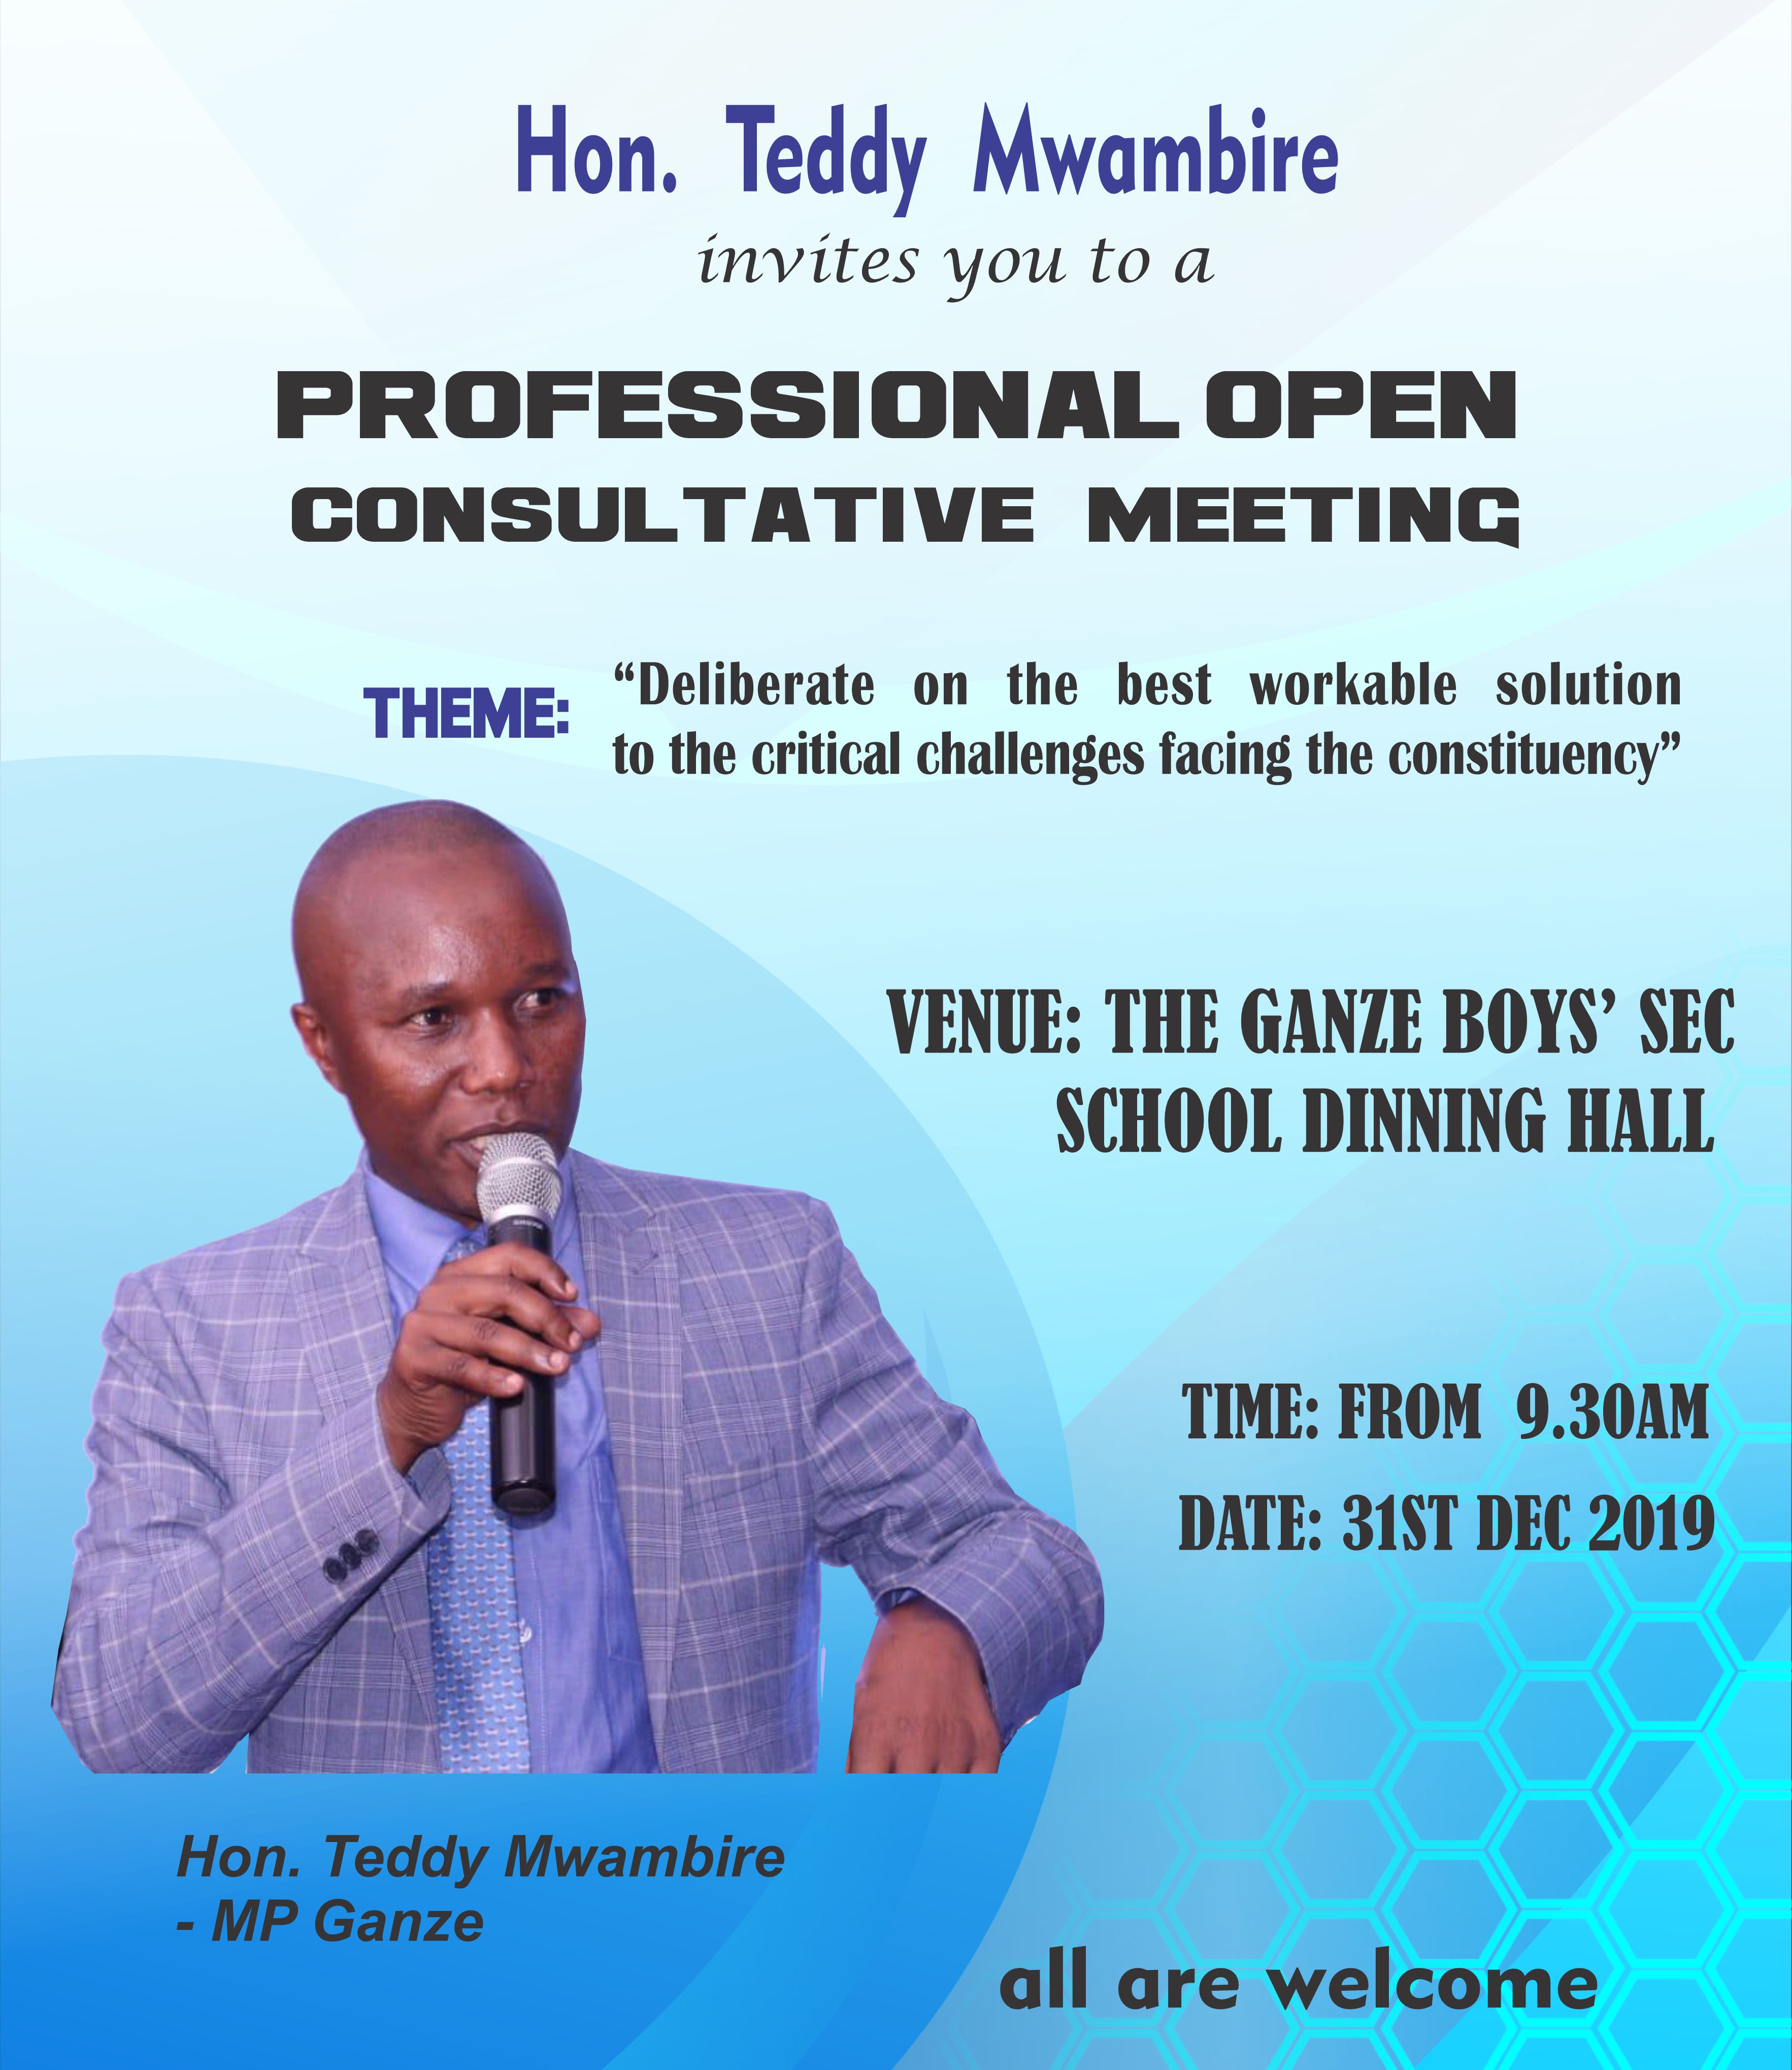 Hon. Teddy Mwambire
invites you to a
PROFESSIONAL OPEN
CONSULTATIVE MEETING
THEME: “Deliberate on the best workable solution
to the critical challenges facing the constituency”
VENUE: THE GANZE BOYS’ SEC
SCHOOL DINNING HALL
TIME: FROM 9.30AM
DATE: 31ST DEC 2019
Hon. Teddy Mwambire
- MP Ganze
all are welcome